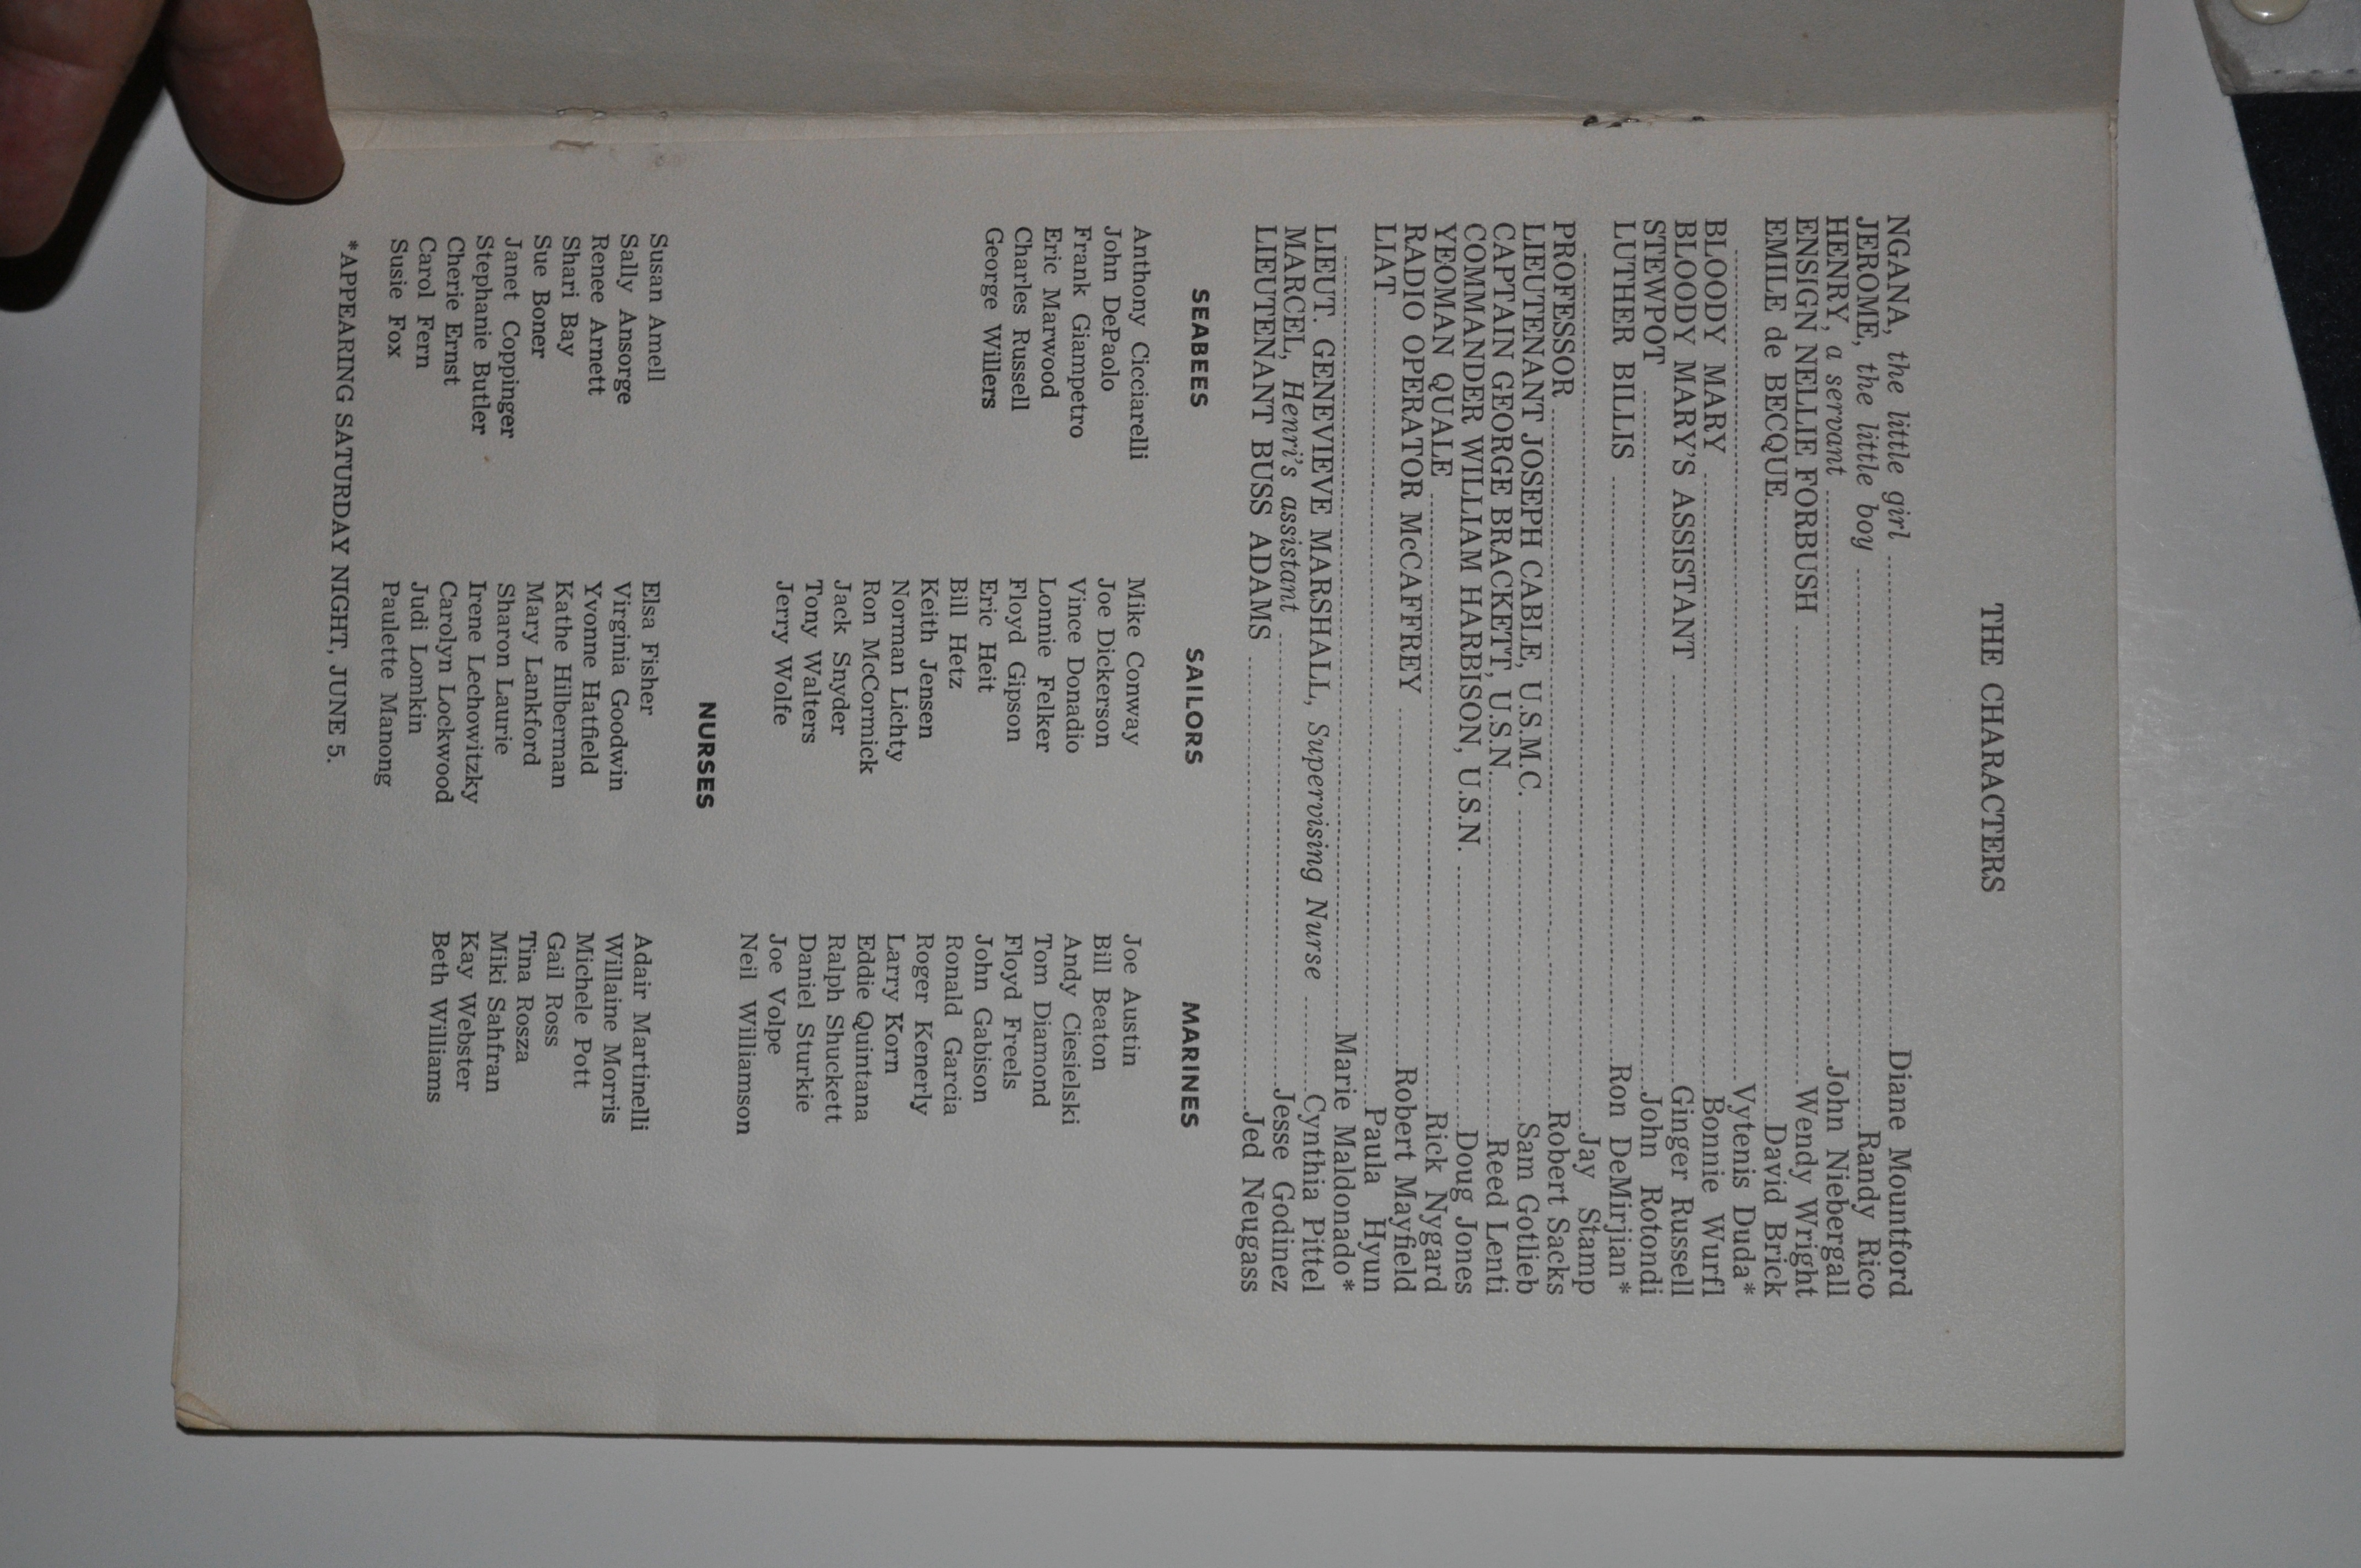 THE CHARACTERS
NGANA, the little girl ........ Diane Mountford
JEROME, the little boy ........ Randy Rico
HENRY, a servant ........ John Niebergall
ENSIGN NELLIE FORBUSH ........ Wendy Wright
EMILE de BECQUE ........ David Brick
........ Vytenis Duda*
BLOODY MARY ........ Bonnie Wurfl
BLOODY MARY'S ASSISTANT ........ Ginger Russell
STEWPOT ........ John Rotondi
LUTHER BILLIS ........ Ron DeMirjian*
........ Jay Stamp
PROFESSOR ........ Robert Sacks
LIEUTENANT JOSEPH CABLE, U.S.M.C. ........ Sam Gotlieb
CAPTAIN GEORGE BRACKETT, U.S.N. ........ Reed Lenti
COMMANDER WILLIAM HARBISON, U.S.N. ........ Doug Jones
YEOMAN QUALE ........ Rick Nygard
RADIO OPERATOR McCAFFREY ........ Robert Mayfield
LIAT ........ Paula Hyun
........ Marie Maldonado*
LIEUT. GENEVIEVE MARSHALL, Supervising Nurse ........ Cynthia Pittel
MARCEL, Henri's assistant ........ Jesse Godinez
LIEUTENANT BUSS ADAMS ........ Jed Neugass
SEABEES
Anthony Cicciarelli
John DePaolo
Frank Giampetro
Eric Marwood
Charles Russell
George Willers
SAILORS
Mike Conway
Joe Dickerson
Vince Donadio
Lonnie Felker
Floyd Gipson
Eric Heit
Bill Hetz
Keith Jensen
Norman Lichty
Ron McCormick
Jack Snyder
Tony Walters
Jerry Wolfe
MARINES
Joe Austin
Bill Beaton
Andy Ciesielski
Tom Diamond
Floyd Freels
John Gabison
Ronald Garcia
Roger Kenerly
Larry Korn
Eddie Quintana
Ralph Shuckett
Daniel Sturkie
Joe Volpe
Neil Williamson
NURSES
Susan Amell
Sally Ansorge
Renee Arnett
Shari Bay
Sue Boner
Janet Coppinger
Stephanie Butler
Cherie Ernst
Carol Fern
Susie Fox
Elsa Fisher
Virginia Goodwin
Yvonne Hatfield
Kathe Hilberman
Mary Lankford
Sharon Laurie
Irene Lechowitzky
Carolyn Lockwood
Judi Lomkin
Paulette Manong
Adair Martinelli
Willaine Morris
Michele Pott
Gail Ross
Tina Rosza
Miki Sahfran
Kay Webster
Beth Williams
*APPEARING SATURDAY NIGHT, JUNE 5.